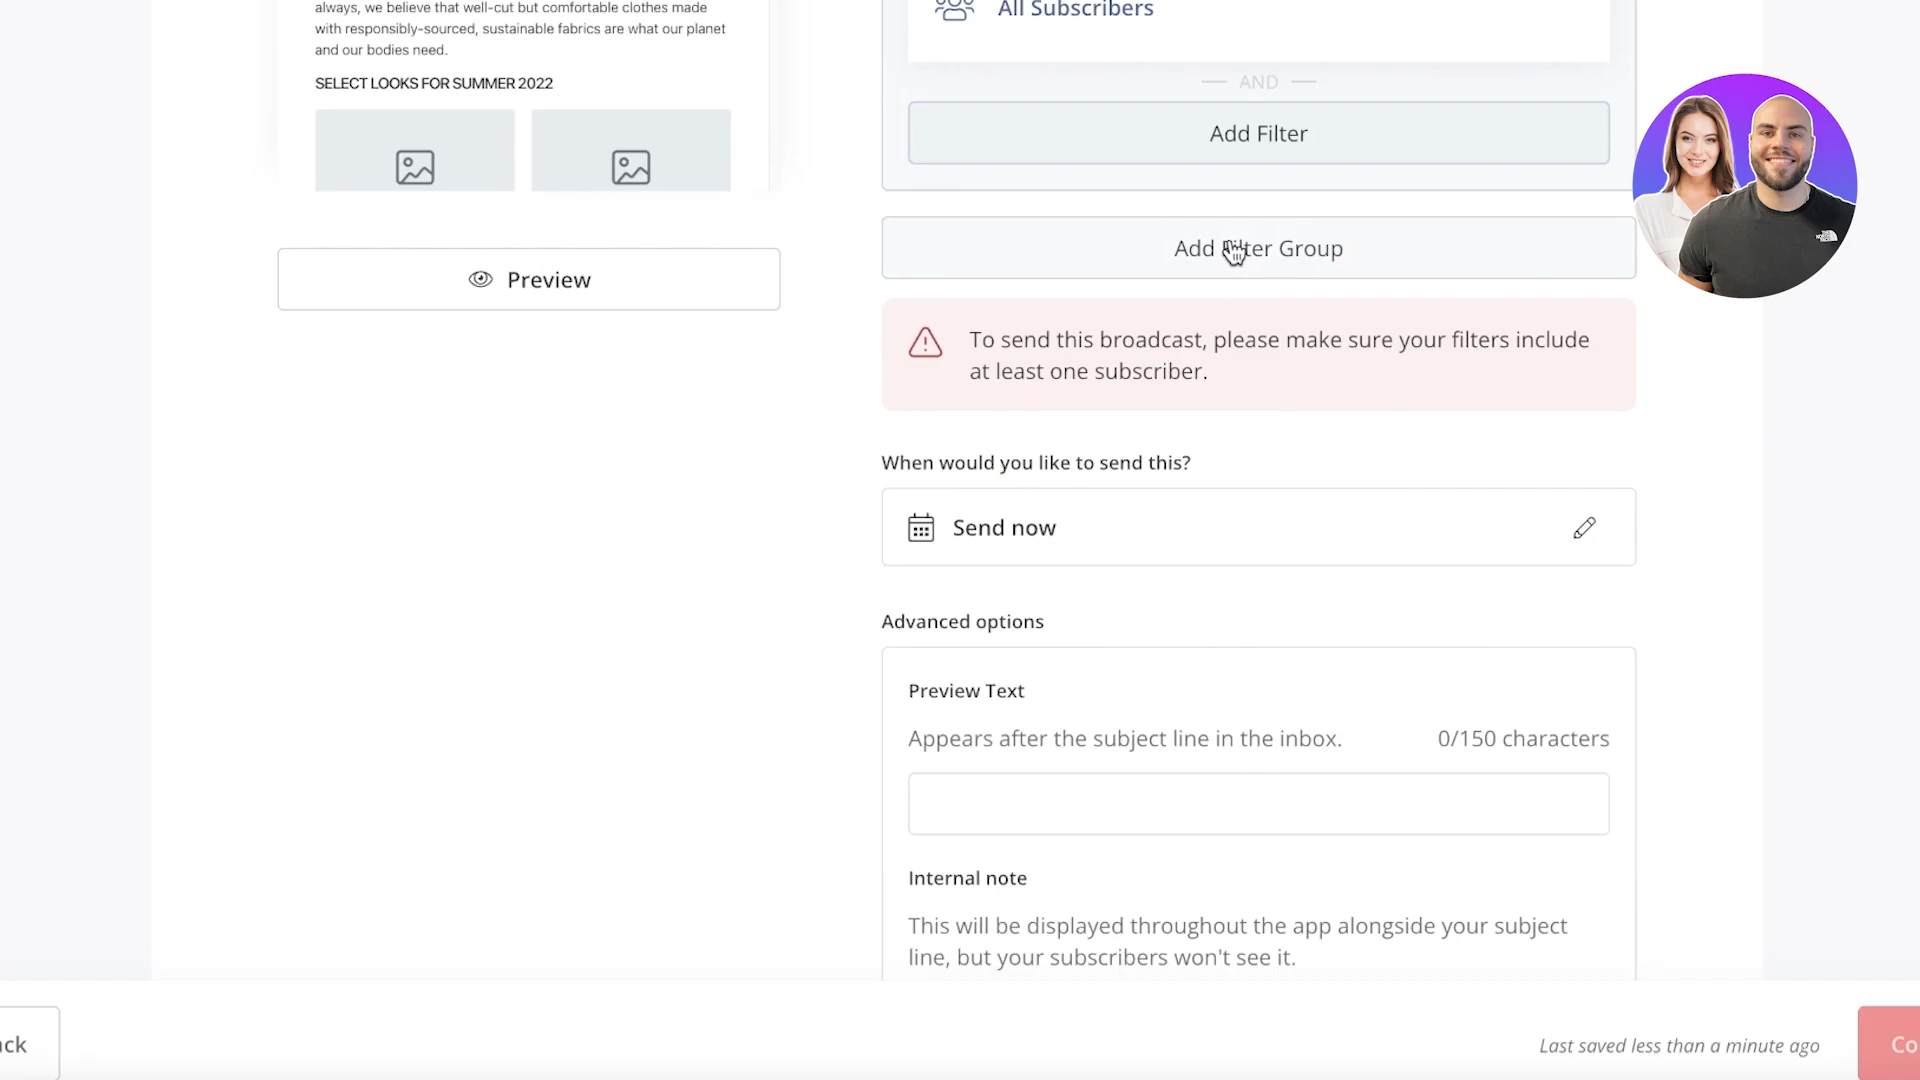 always, we believe that well-cut but comfortable clothes made
with responsibly-sourced, sustainable fabrics are what our planet
and our bodies need.
SELECT LOOKS FOR SUMMER 2022
Preview
All Subscribers
AND
Add Filter
Add Filter Group
To send this broadcast, please make sure your filters include
at least one subscriber.
When would you like to send this?
Send now
Advanced options
Preview Text
Appears after the subject line in the inbox.
0/150 characters
Internal note
This will be displayed throughout the app alongside your subject
line, but your subscribers won't see it.
ck
Last saved less than a minute ago
Co